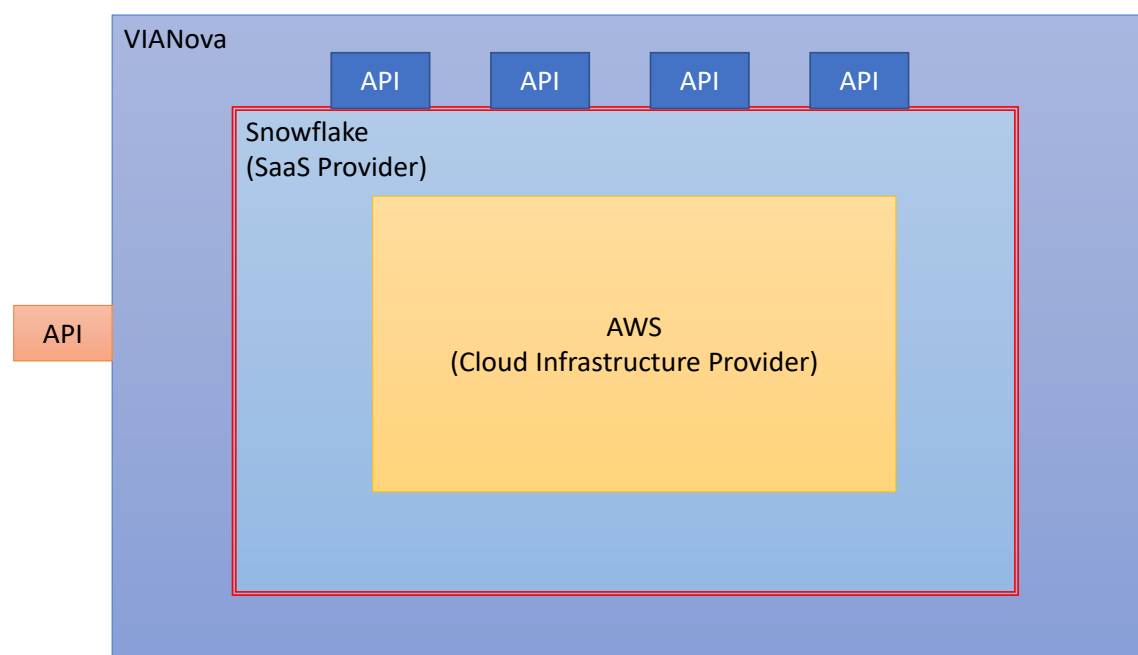 VIANova
API API API API
Snowflake
(SaaS Provider)
API
AWS
(Cloud Infrastructure Provider)